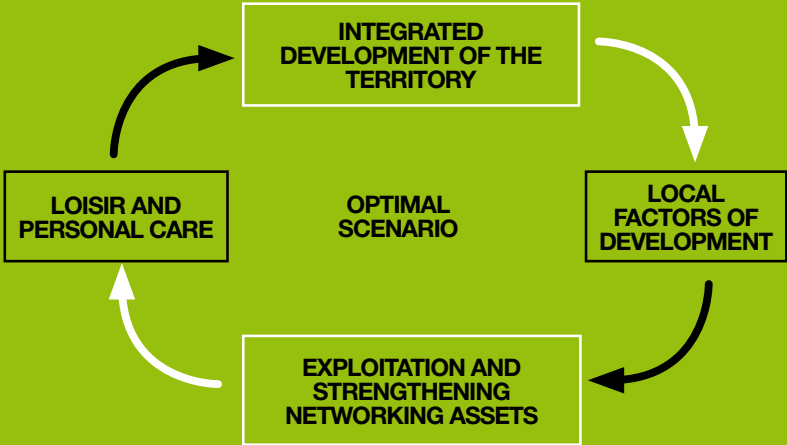 INTEGRATED
DEVELOPMENT OF THE
TERRITORY
LOISIR AND
PERSONAL CARE
OPTIMAL
SCENARIO
LOCAL
FACTORS OF
DEVELOPMENT
EXPLOITATION AND
STRENGTHENING
NETWORKING ASSETS